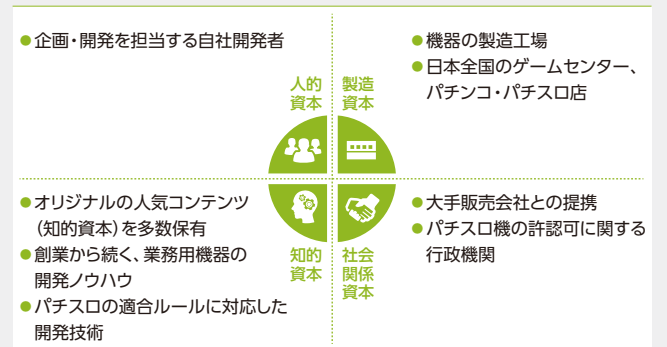 ●企画・開発を担当する自社開発者
●機器の製造工場
●日本全国のゲームセンター、
パチンコ・パチスロ店
人的
資本
製造
資本
●オリジナルの人気コンテンツ
（知的資本）を多数保有
●創業から続く、業務用機器の
開発ノウハウ
●パチスロの適合ルールに対応した
開発技術
知的
資本
社会
関係
資本
●大手販売会社との提携
●パチスロ機の許認可に関する
行政機関